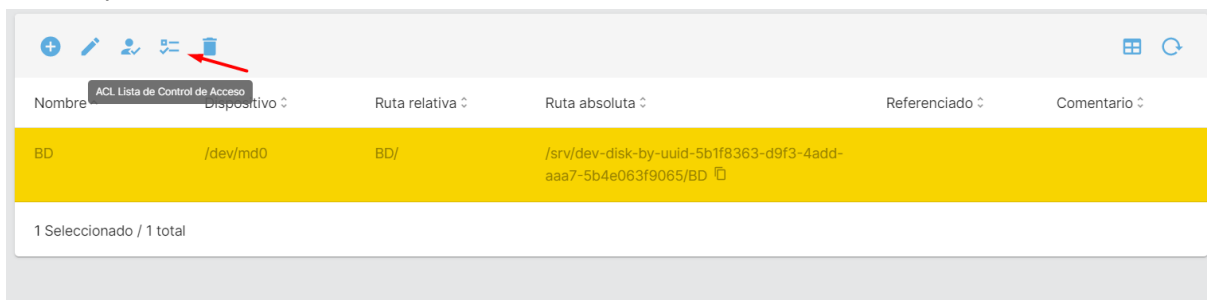 ACL Lista de Control de Acceso
Nombre Dispositivo Ruta relativa Ruta absoluta Referenciado Comentario
BD /dev/md0 BD/ /srv/dev-disk-by-uuid-5b1f8363-d9f3-4add-
aaa7-5b4e063f9065/BD
1 Seleccionado / 1 total